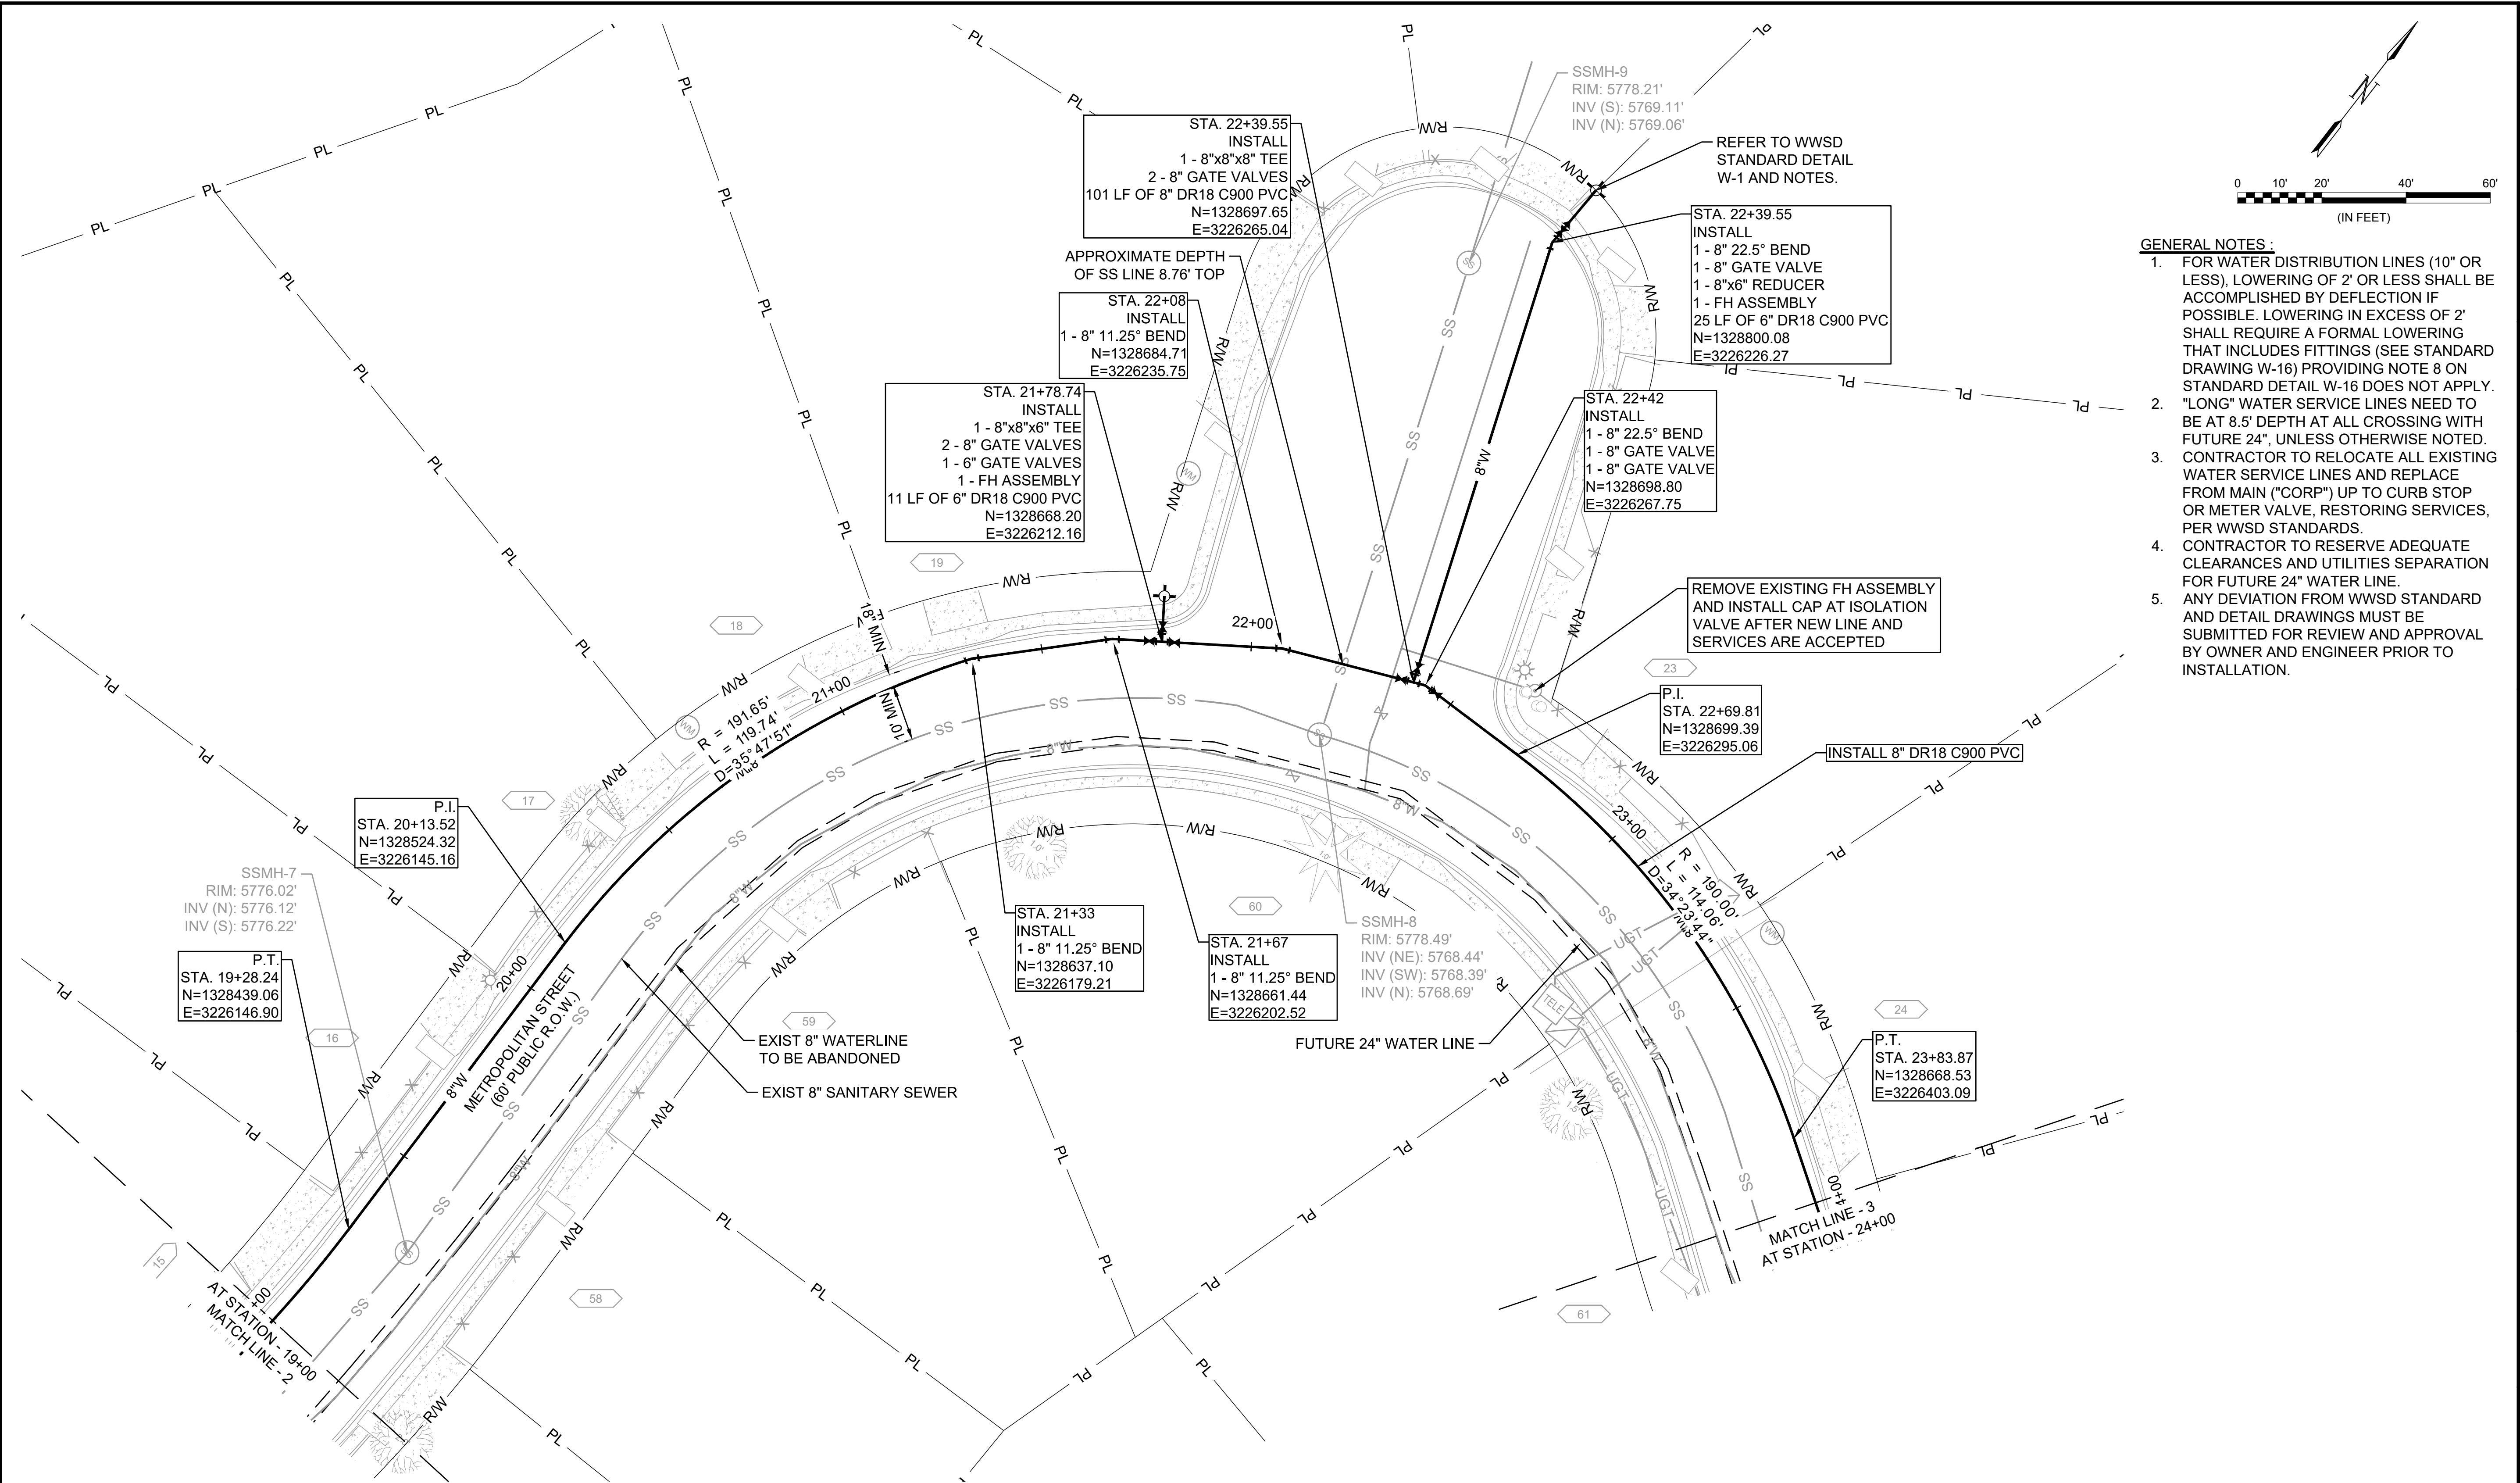 SSMH-9
RIM: 5778.21'
INV (S): 5769.11'
INV (N): 5769.06'
REFER TO WWSD
STANDARD DETAIL
W-1 AND NOTES.
N
0 10' 20' 40' 60'
(IN FEET)
STA. 22+39.55
INSTALL
1 - 8"x8"x8" TEE
2 - 8" GATE VALVES
101 LF OF 8" DR18 C900 PVC
N=1328697.65
E=3226265.04
APPROXIMATE DEPTH
OF SS LINE 8.76' TOP
STA. 22+08
INSTALL
1 - 8" 11.25° BEND
N=1328684.71
E=3226235.75
STA. 21+78.74
INSTALL
1 - 8"x8"x6" TEE
2 - 8" GATE VALVES
1 - 6" GATE VALVES
1 - FH ASSEMBLY
11 LF OF 6" DR18 C900 PVC
N=1328668.20
E=3226212.16
STA. 22+39.55
INSTALL
1 - 8" 22.5° BEND
1 - 8" GATE VALVE
1 - 8"x6" REDUCER
1 - FH ASSEMBLY
25 LF OF 6" DR18 C900 PVC
N=1328800.08
E=3226226.27
STA. 22+42
INSTALL
1 - 8" 22.5° BEND
1 - 8" GATE VALVE
1 - 8" GATE VALVE
N=1328698.80
E=3226267.75
REMOVE EXISTING FH ASSEMBLY
AND INSTALL CAP AT ISOLATION
VALVE AFTER NEW LINE AND
SERVICES ARE ACCEPTED
P.I.
STA. 22+69.81
N=1328699.39
E=3226295.06
INSTALL 8" DR18 C900 PVC
GENERAL NOTES :
1. FOR WATER DISTRIBUTION LINES (10" OR
LESS), LOWERING OF 2' OR LESS SHALL BE
ACCOMPLISHED BY DEFLECTION IF
POSSIBLE. LOWERING IN EXCESS OF 2'
SHALL REQUIRE A FORMAL LOWERING
THAT INCLUDES FITTINGS (SEE STANDARD
DRAWING W-16) PROVIDING NOTE 8 ON
STANDARD DETAIL W-16 DOES NOT APPLY.
2. "LONG" WATER SERVICE LINES NEED TO
BE AT 8.5' DEPTH AT ALL CROSSING WITH
FUTURE 24", UNLESS OTHERWISE NOTED.
3. CONTRACTOR TO RELOCATE ALL EXISTING
WATER SERVICE LINES AND REPLACE
FROM MAIN ("CORP") UP TO CURB STOP
OR METER VALVE, RESTORING SERVICES,
PER WWSD STANDARDS.
4. CONTRACTOR TO RESERVE ADEQUATE
CLEARANCES AND UTILITIES SEPARATION
FOR FUTURE 24" WATER LINE.
5. ANY DEVIATION FROM WWSD STANDARD
AND DETAIL DRAWINGS MUST BE
SUBMITTED FOR REVIEW AND APPROVAL
BY OWNER AND ENGINEER PRIOR TO
INSTALLATION.
19
18
17
16
15
23
24
58
59
60
61
18" MIN
10' MIN
20+00
21+00
22+00
23+00
R = 191.65'
L = 119.74'
D=35°47'51"
R = 190.00'
L = 114.06'
D=34°23'44"
P.I.
STA. 20+13.52
N=1328524.32
E=3226145.16
SSMH-7
RIM: 5776.02'
INV (N): 5776.12'
INV (S): 5776.22'
P.T.
STA. 19+28.24
N=1328439.06
E=3226146.90
8"W
METROPOLITAN STREET
(60' PUBLIC R.O.W.)
STA. 21+33
INSTALL
1 - 8" 11.25° BEND
N=1328637.10
E=3226179.21
STA. 21+67
INSTALL
1 - 8" 11.25° BEND
N=1328661.44
E=3226202.52
SSMH-8
RIM: 5778.49'
INV (NE): 5768.44'
INV (SW): 5768.39'
INV (N): 5768.69'
EXIST 8" WATERLINE
TO BE ABANDONED
EXIST 8" SANITARY SEWER
FUTURE 24" WATER LINE
P.T.
STA. 23+83.87
N=1328668.53
E=3226403.09
AT STATION - 19+00
MATCH LINE - 2
MATCH LINE - 3
AT STATION - 24+00
PL
R/W
SS
8"W
UGT
TELE
WM